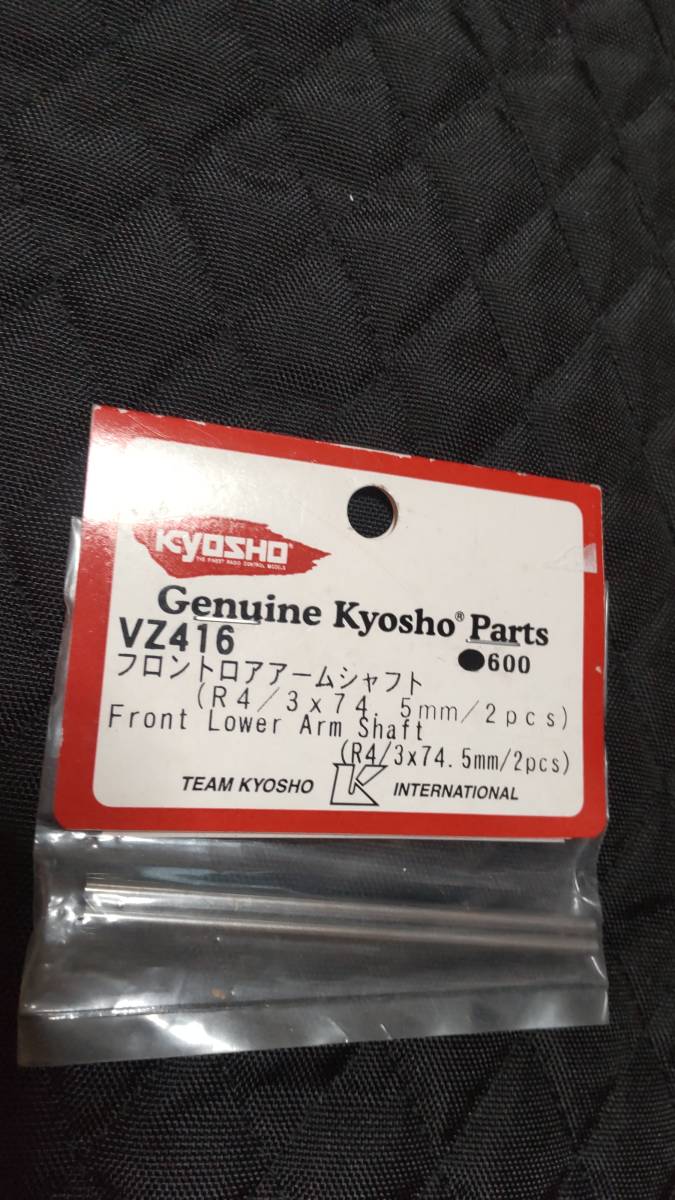 KYOSHO
THE FINEST RADIO CONTROL MODELS
Genuine Kyosho® Parts
VZ416
●600
フロントロアアームシャフト
(R4/3x74.5mm/2pcs)
Front Lower Arm Shaft
(R4/3x74.5mm/2pcs)
TEAM KYOSHO K INTERNATIONAL